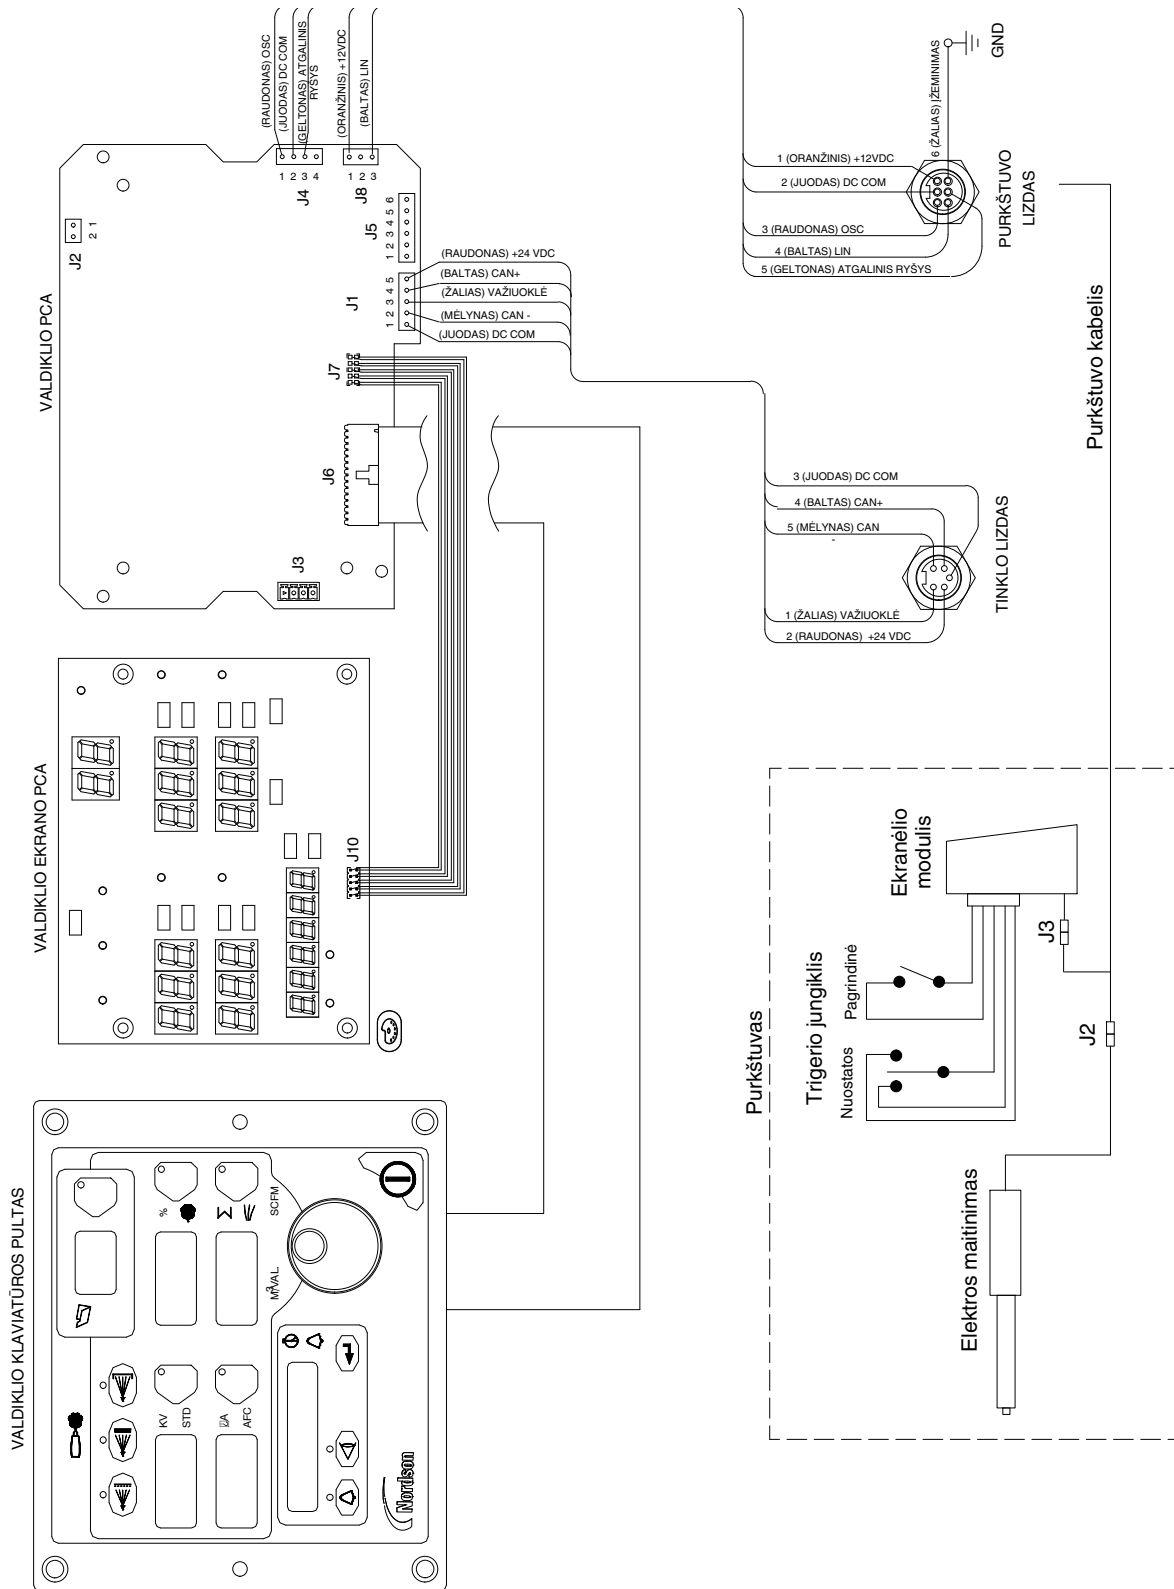 VALDIKLIO PCA
J2
2 1
(RAUDONAS) OSC
(JUODAS) DC COM
(GELTONAS) ATGALINIS
RYŠYS
(ORANŽINIS) +12VDC
(BALTAS) LIN
1 2 3 4
J4
1 2 3
J8
J5
1 2 3 4 5 6
J1
1 2 3 4 5
(RAUDONAS) +24 VDC
(BALTAS) CAN+
(ŽALIAS) VAŽIUOKLĖ
(MĖLYNAS) CAN -
(JUODAS) DC COM
J7
J6
J3
1 (ORANŽINIS) +12VDC
2 (JUODAS) DC COM
3 (RAUDONAS) OSC
4 (BALTAS) LIN
5 (GELTONAS) ATGALINIS RYŠYS
6 (ŽALIAS) ĮŽEMINIMAS
GND
PURKŠTUVO
LIZDAS
3 (JUODAS) DC COM
4 (BALTAS) CAN+
5 (MĖLYNAS) CAN
-
1 (ŽALIAS) VAŽIUOKLĖ
2 (RAUDONAS) +24 VDC
TINKLO LIZDAS
Purkštuvo kabelis
VALDIKLIO EKRANO PCA
J10
VALDIKLIO KLAVIATŪROS PULTAS
%
KV
STD
A
AFC
M³/VAL.
SCFM
Nordson
Purkštuvas
Trigerio jungiklis
Nuostatos
Pagrindinė
Ekranėlio
modulis
J3
J2
Elektros maitinimas